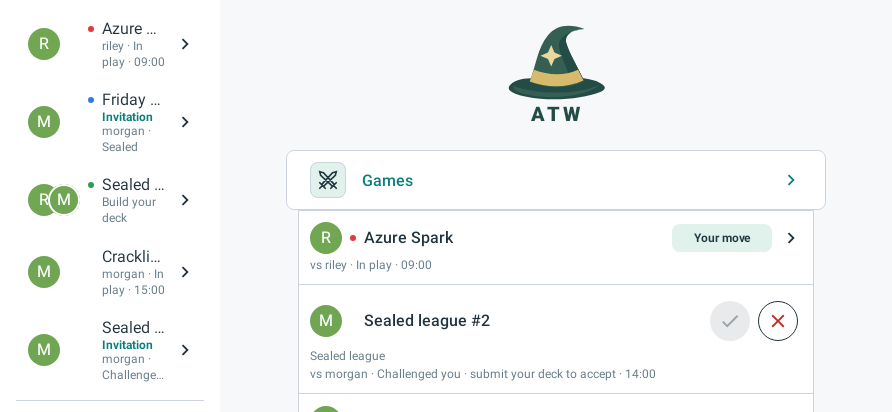 R
Azure ...
riley · In
play · 09:00
M
Friday ...
Invitation
morgan ·
Sealed
R
M
Sealed ...
Build your
deck
M
Crackli...
morgan · In
play · 15:00
M
Sealed ...
Invitation
morgan ·
Challenge...
ATW
Games
R
Azure Spark
Your move
vs riley · In play · 09:00
M
Sealed league #2
Sealed league
vs morgan · Challenged you · submit your deck to accept · 14:00